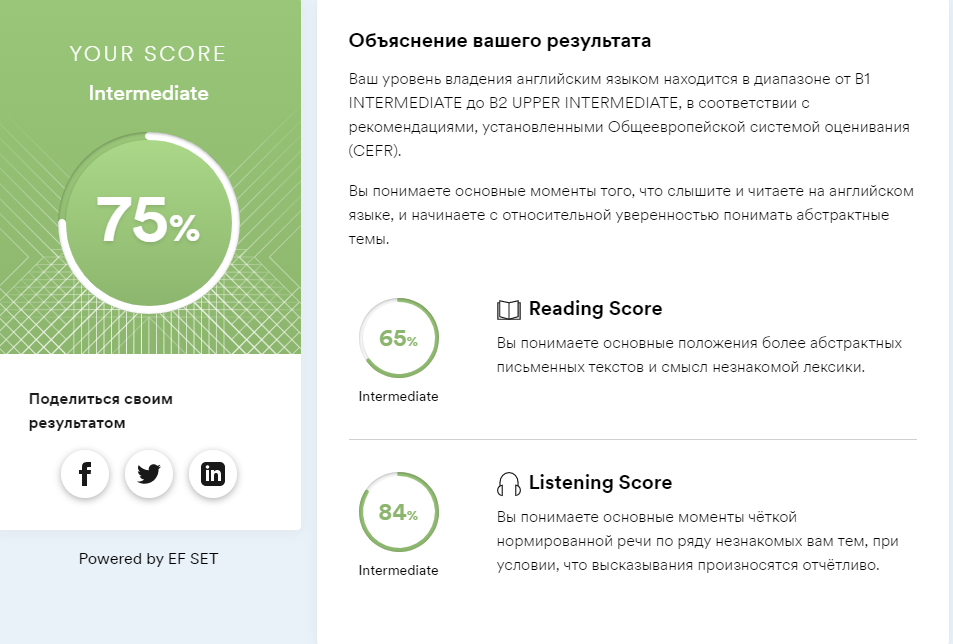 YOUR SCORE
Intermediate
75%
Поделиться своим
результатом
Powered by EF SET
Объяснение вашего результата
Ваш уровень владения английским языком находится в диапазоне от B1
INTERMEDIATE до B2 UPPER INTERMEDIATE, в соответствии с
рекомендациями, установленными Общеевропейской системой оценивания
(CEFR).
Вы понимаете основные моменты того, что слышите и читаете на английском
языке, и начинаете с относительной уверенностью понимать абстрактные
темы.
65%
Intermediate
Reading Score
Вы понимаете основные положения более абстрактных
письменных текстов и смысл незнакомой лексики.
84%
Intermediate
Listening Score
Вы понимаете основные моменты чёткой
нормированной речи по ряду незнакомых вам тем, при
условии, что высказывания произносятся отчётливо.